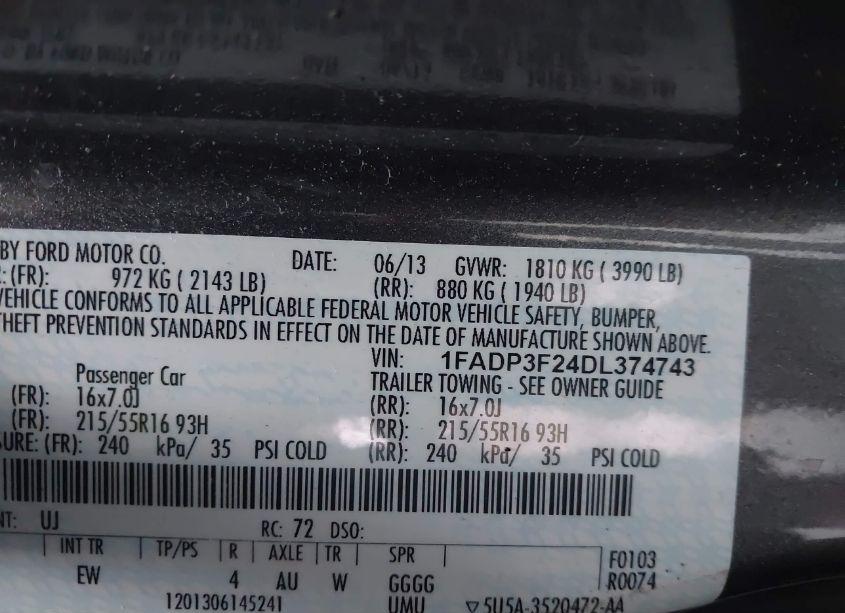 BY FORD MOTOR CO. DATE: 06/13 GVWR: 1810 KG ( 3990 LB)
(FR): 972 KG ( 2143 LB) (RR): 880 KG ( 1940 LB)
VEHICLE CONFORMS TO ALL APPLICABLE FEDERAL MOTOR VEHICLE SAFETY, BUMPER,
THEFT PREVENTION STANDARDS IN EFFECT ON THE DATE OF MANUFACTURE SHOWN ABOVE.
VIN: 1FADP3F24DL374743
Passenger Car TRAILER TOWING - SEE OWNER GUIDE
(FR): 16x7.0J (RR): 16x7.0J
(FR): 215/55R16 93H (RR): 215/55R16 93H
SURE: (FR): 240 kPa/ 35 PSI COLD (RR): 240 kPa/ 35 PSI COLD
NT: UJ RC: 72 DSO:
INT TR TP/PS R AXLE TR SPR F0103
EW 4 AU W GGGG R0074
1201306145241 UMU ▽5U5A-3520472-AA